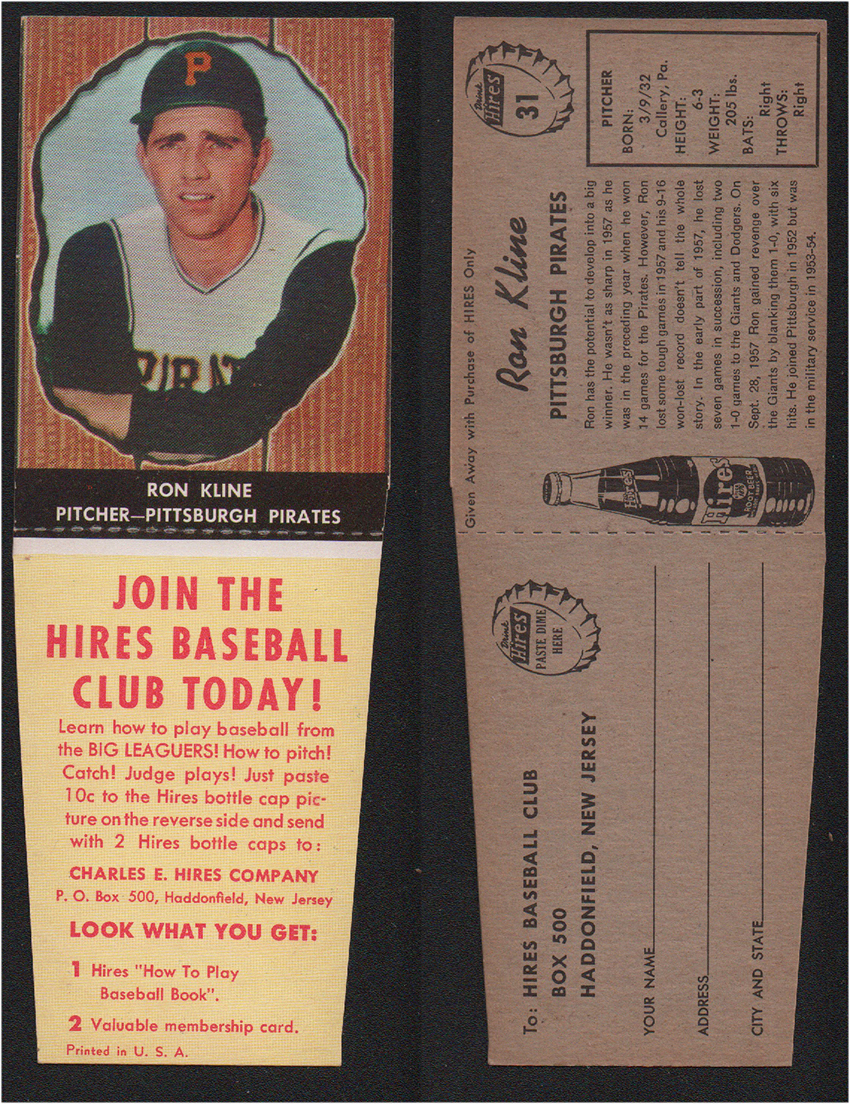 P
PIRAT
RON KLINE
PITCHER—PITTSBURGH PIRATES
JOIN THE
HIRES BASEBALL
CLUB TODAY!
Learn how to play baseball from
the BIG LEAGUERS! How to pitch!
Catch! Judge plays! Just paste
10c to the Hires bottle cap pic-
ture on the reverse side and send
with 2 Hires bottle caps to:
CHARLES E. HIRES COMPANY
P. O. Box 500, Haddonfield, New Jersey
LOOK WHAT YOU GET:
1 Hires "How To Play
Baseball Book".
2 Valuable membership card.
Printed in U. S. A.
Given Away with Purchase of HIRES Only
Drink
Hires
31
Ron Kline
PITTSBURGH PIRATES
PITCHER
BORN:
3/9/32
Callery, Pa.
HEIGHT:
6-3
WEIGHT:
205 lbs.
BATS:
Right
THROWS:
Right
Ron has the potential to develop into a big
winner. He wasn't as sharp in 1957 as he
was in the preceding year when he won
14 games for the Pirates. However, Ron
lost some tough games in 1957 and his 9-16
won-lost record doesn't tell the whole
story. In the early part of 1957, he lost
seven games in succession, including two
1-0 games to the Giants and Dodgers. On
Sept. 28, 1957 Ron gained revenge over
the Giants by blanking them 1-0, with six
hits. He joined Pittsburgh in 1952 but was
in the military service in 1953-54.
Hires
Hires
ROOT BEER
Drink
Hires
PASTE DIME
HERE
To: HIRES BASEBALL CLUB
BOX 500
HADDONFIELD, NEW JERSEY
YOUR NAME
ADDRESS
CITY AND STATE